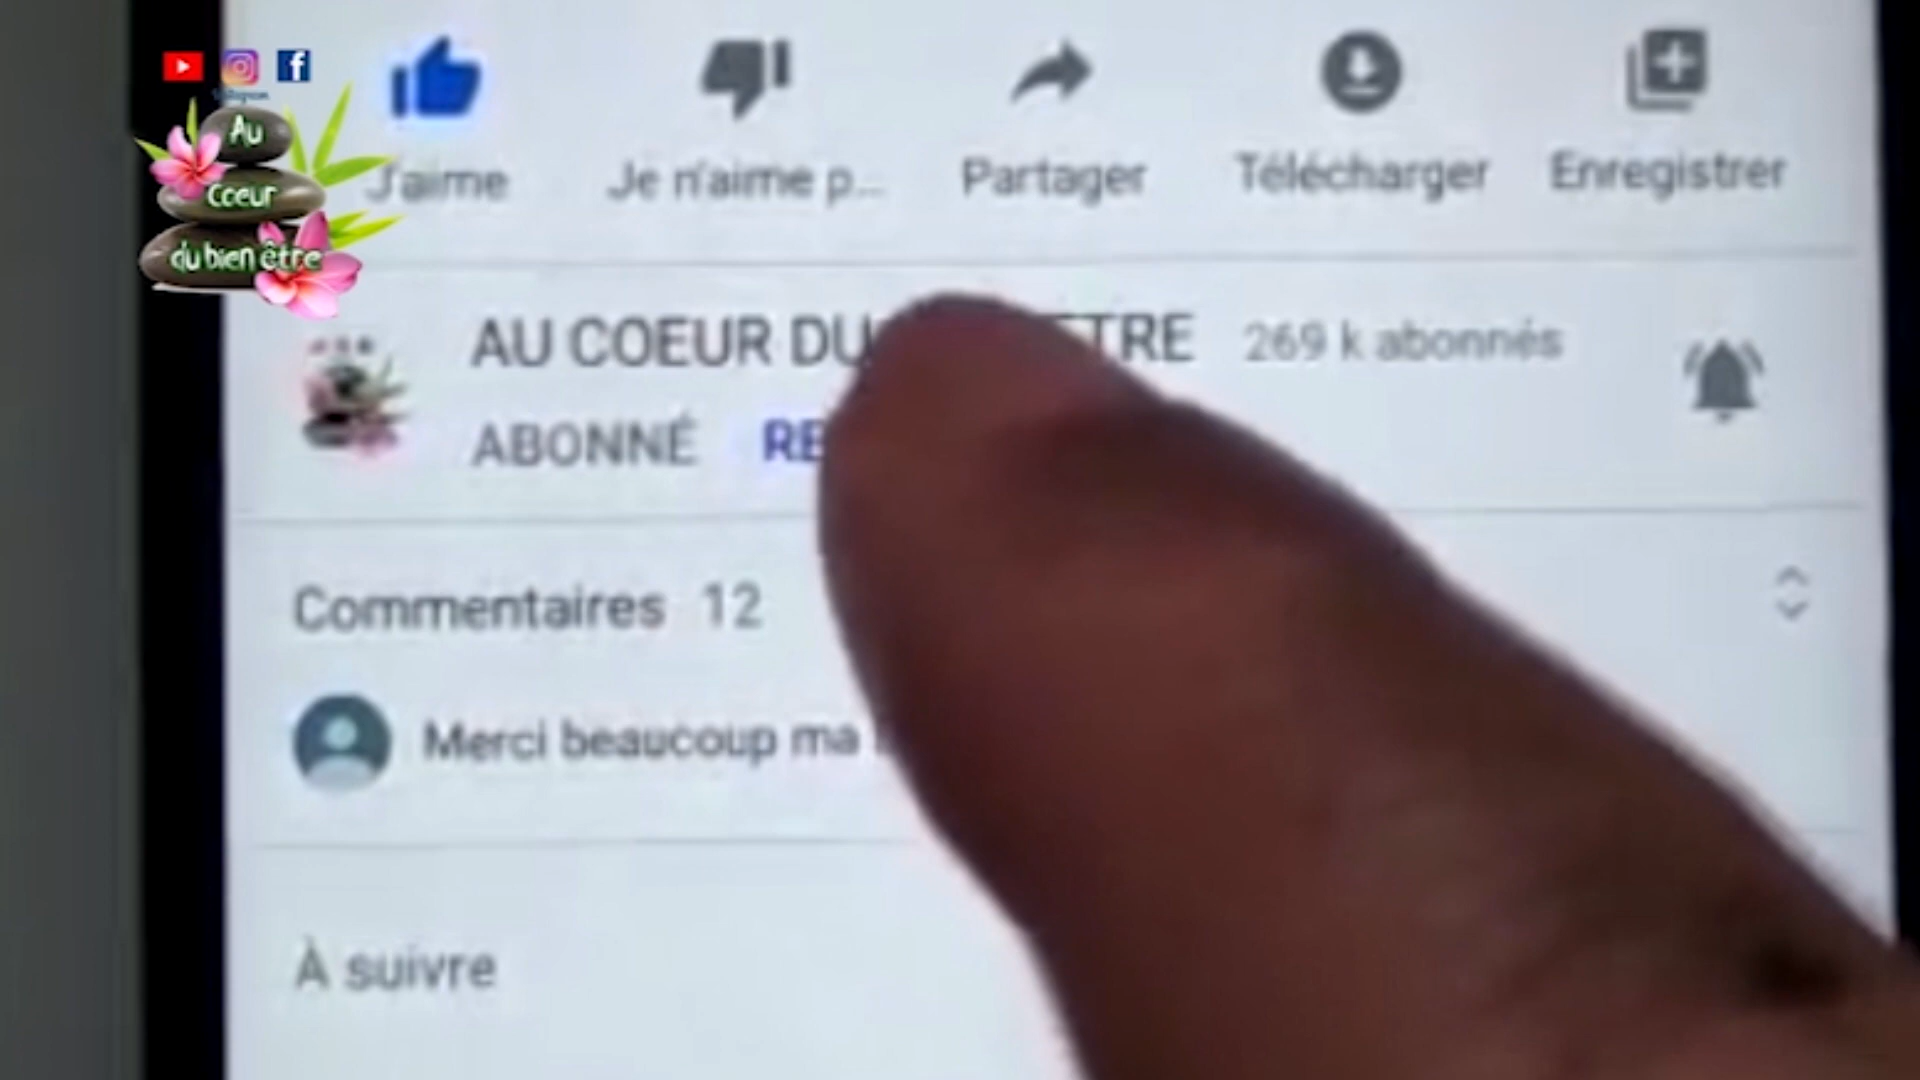 Au
Coeur
du bien être
J'aime
Je n'aime p...
Partager
Télécharger
Enregistrer
AU COEUR DU TRE
269 k abonnés
ABONNÉ
Commentaires 12
Merci beaucoup ma
À suivre